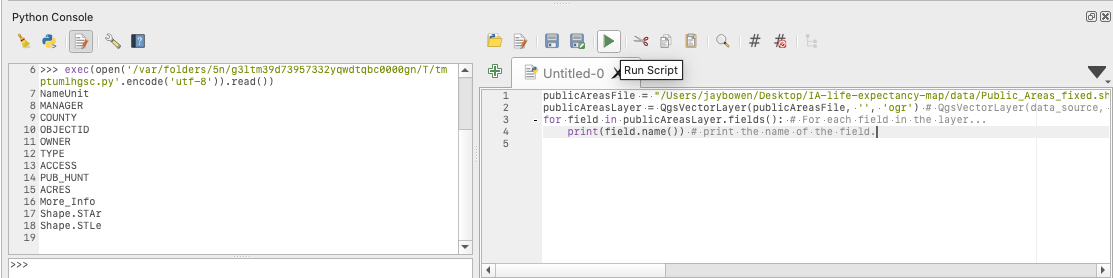 Python Console
6 >>> exec(open('/var/folders/5n/g3ltm39d73957332yqwdtqbc0000gn/T/tm
ptumlhgsc.py'.encode('utf-8')).read())
7 NameUnit
8 MANAGER
9 COUNTY
10 OBJECTID
11 OWNER
12 TYPE
13 ACCESS
14 PUB_HUNT
15 ACRES
16 More_Info
17 Shape.STAr
18 Shape.STLe
19
>>>
Untitled-0
Run Script
1 publicAreasFile = "/Users/jaybowen/Desktop/IA-life-expectancy-map/data/Public_Areas_fixed.sh
2 publicAreasLayer = QgsVectorLayer(publicAreasFile, '', 'ogr') # QgsVectorLayer(data_source,
3 for field in publicAreasLayer.fields(): # For each field in the layer...
4 print(field.name()) # print the name of the field.
5